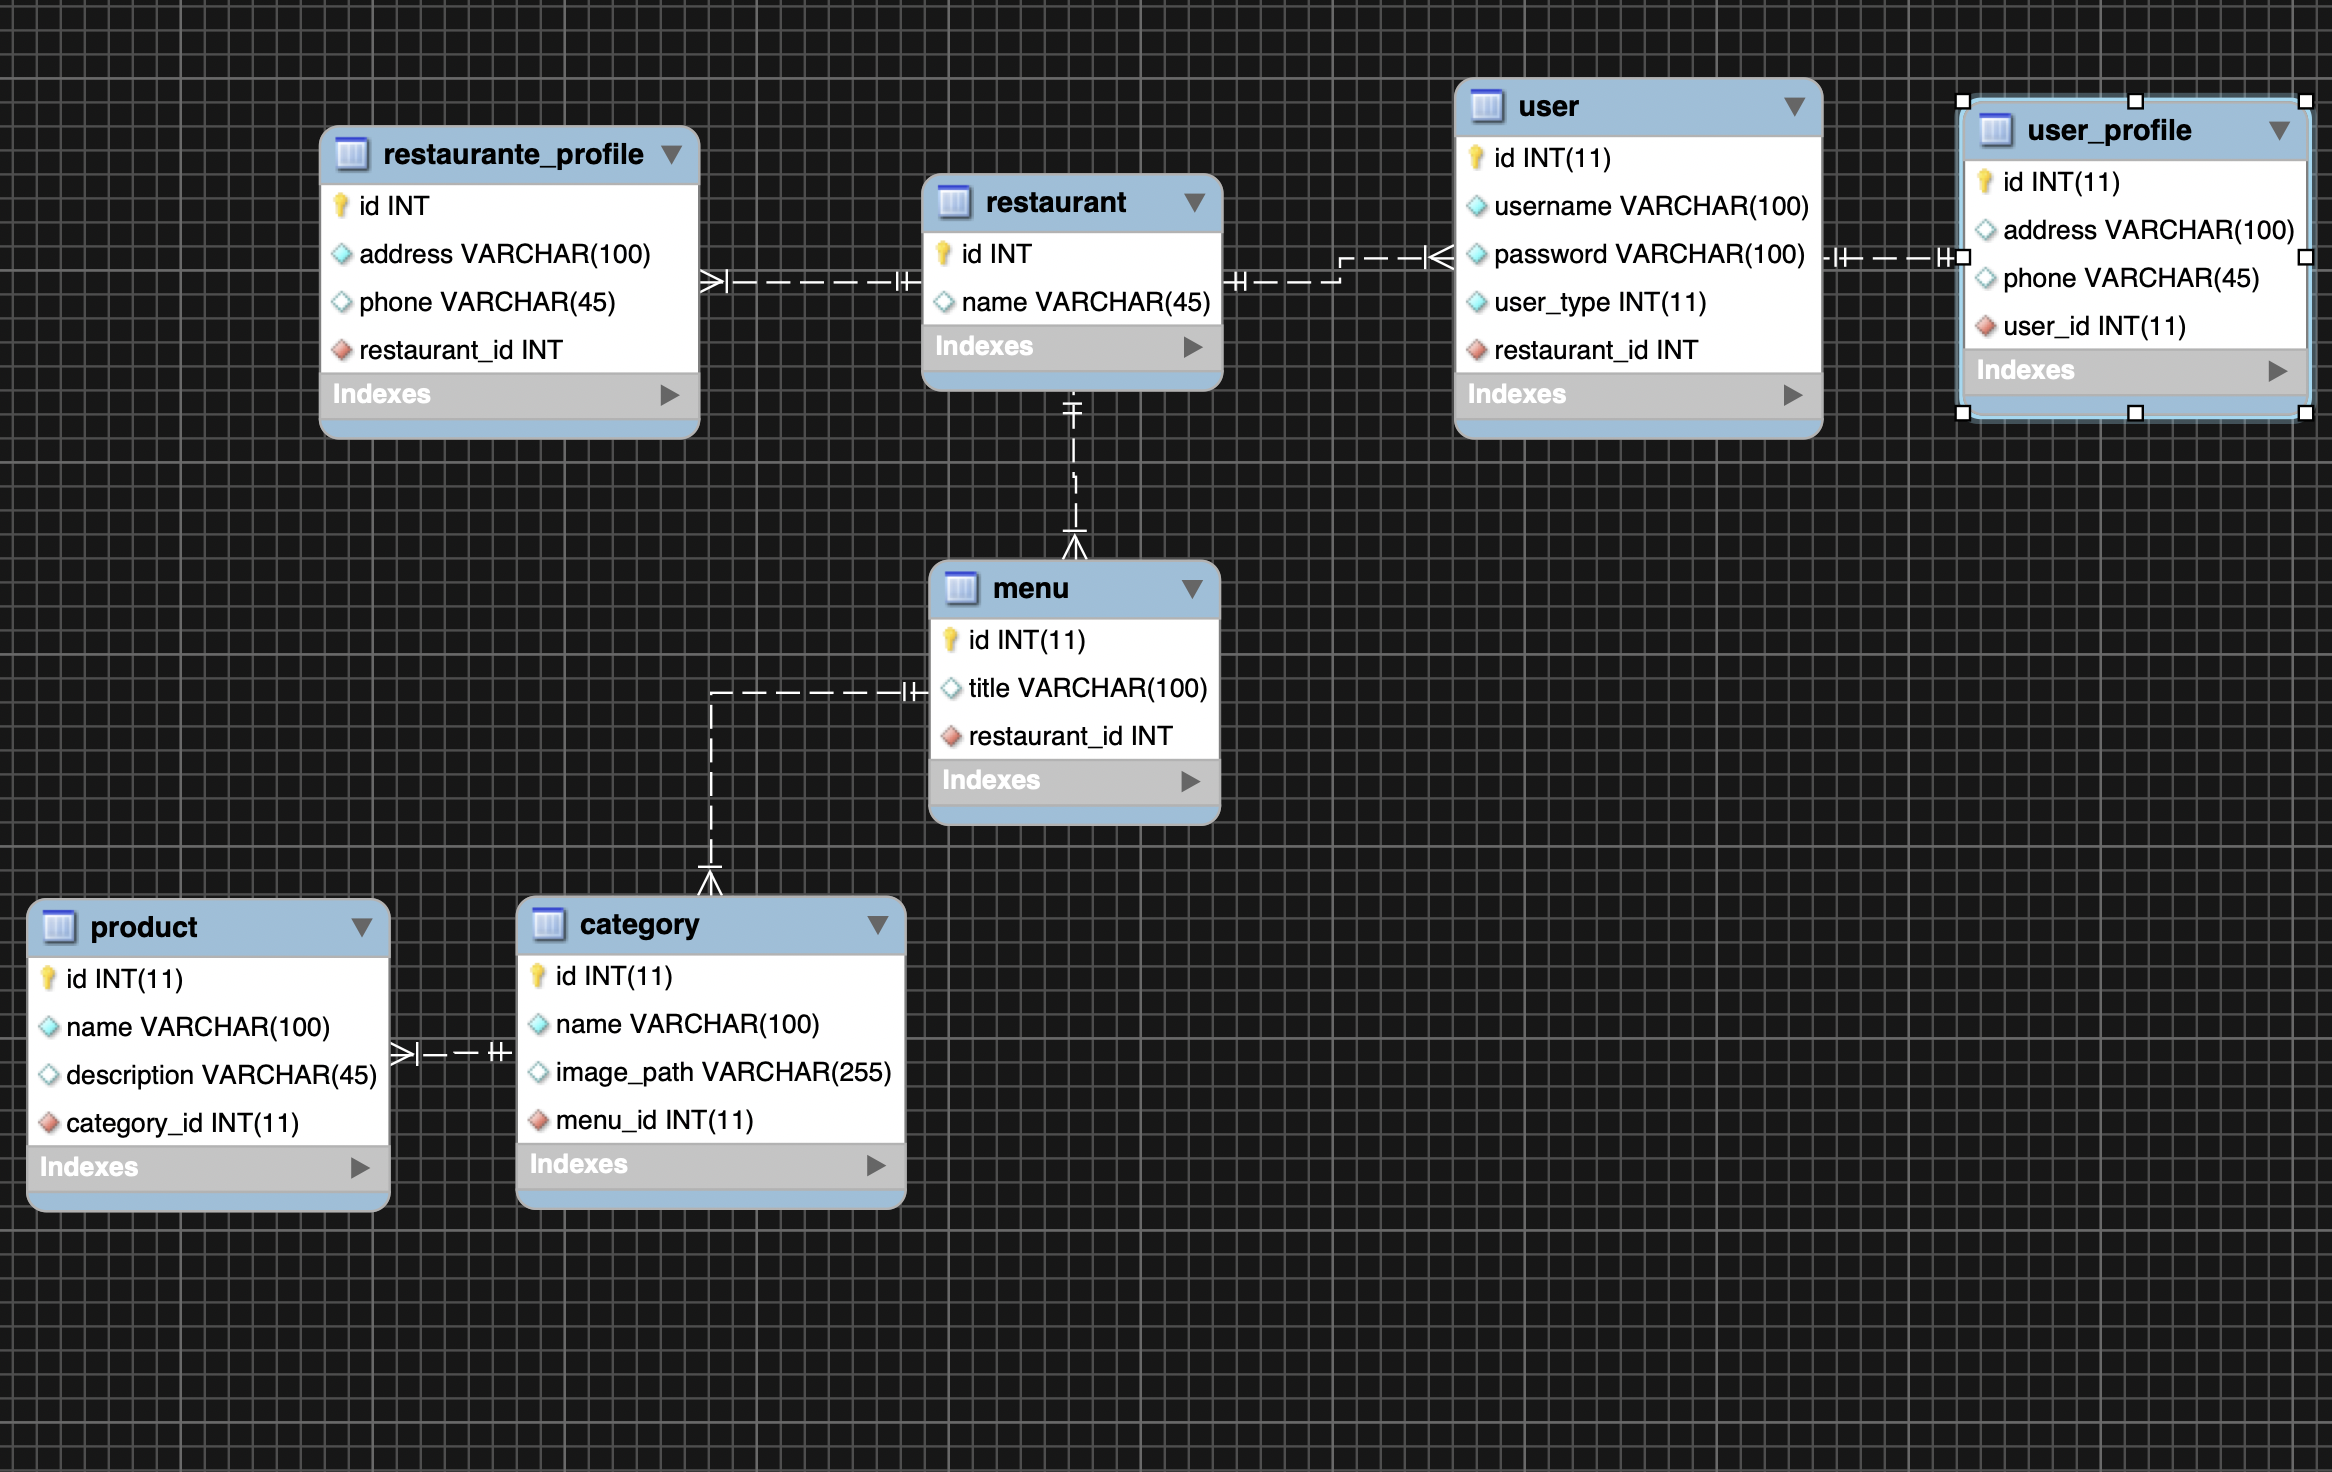 restaurante_profile
id INT
address VARCHAR(100)
phone VARCHAR(45)
restaurant_id INT
Indexes
restaurant
id INT
name VARCHAR(45)
Indexes
user
id INT(11)
username VARCHAR(100)
password VARCHAR(100)
user_type INT(11)
restaurant_id INT
Indexes
user_profile
id INT(11)
address VARCHAR(100)
phone VARCHAR(45)
user_id INT(11)
Indexes
menu
id INT(11)
title VARCHAR(100)
restaurant_id INT
Indexes
product
id INT(11)
name VARCHAR(100)
description VARCHAR(45)
category_id INT(11)
Indexes
category
id INT(11)
name VARCHAR(100)
image_path VARCHAR(255)
menu_id INT(11)
Indexes